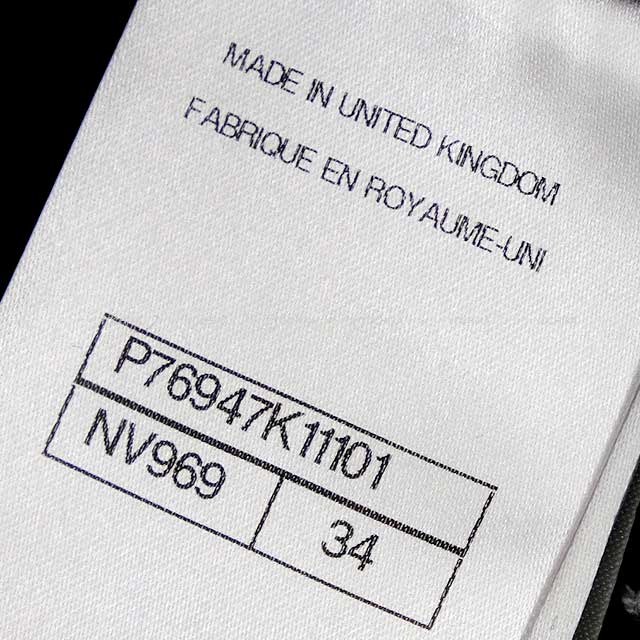 MADE IN UNITED KINGDOM
FABRIQUE EN ROYAUME-UNI
P76947K11101
NV969 34